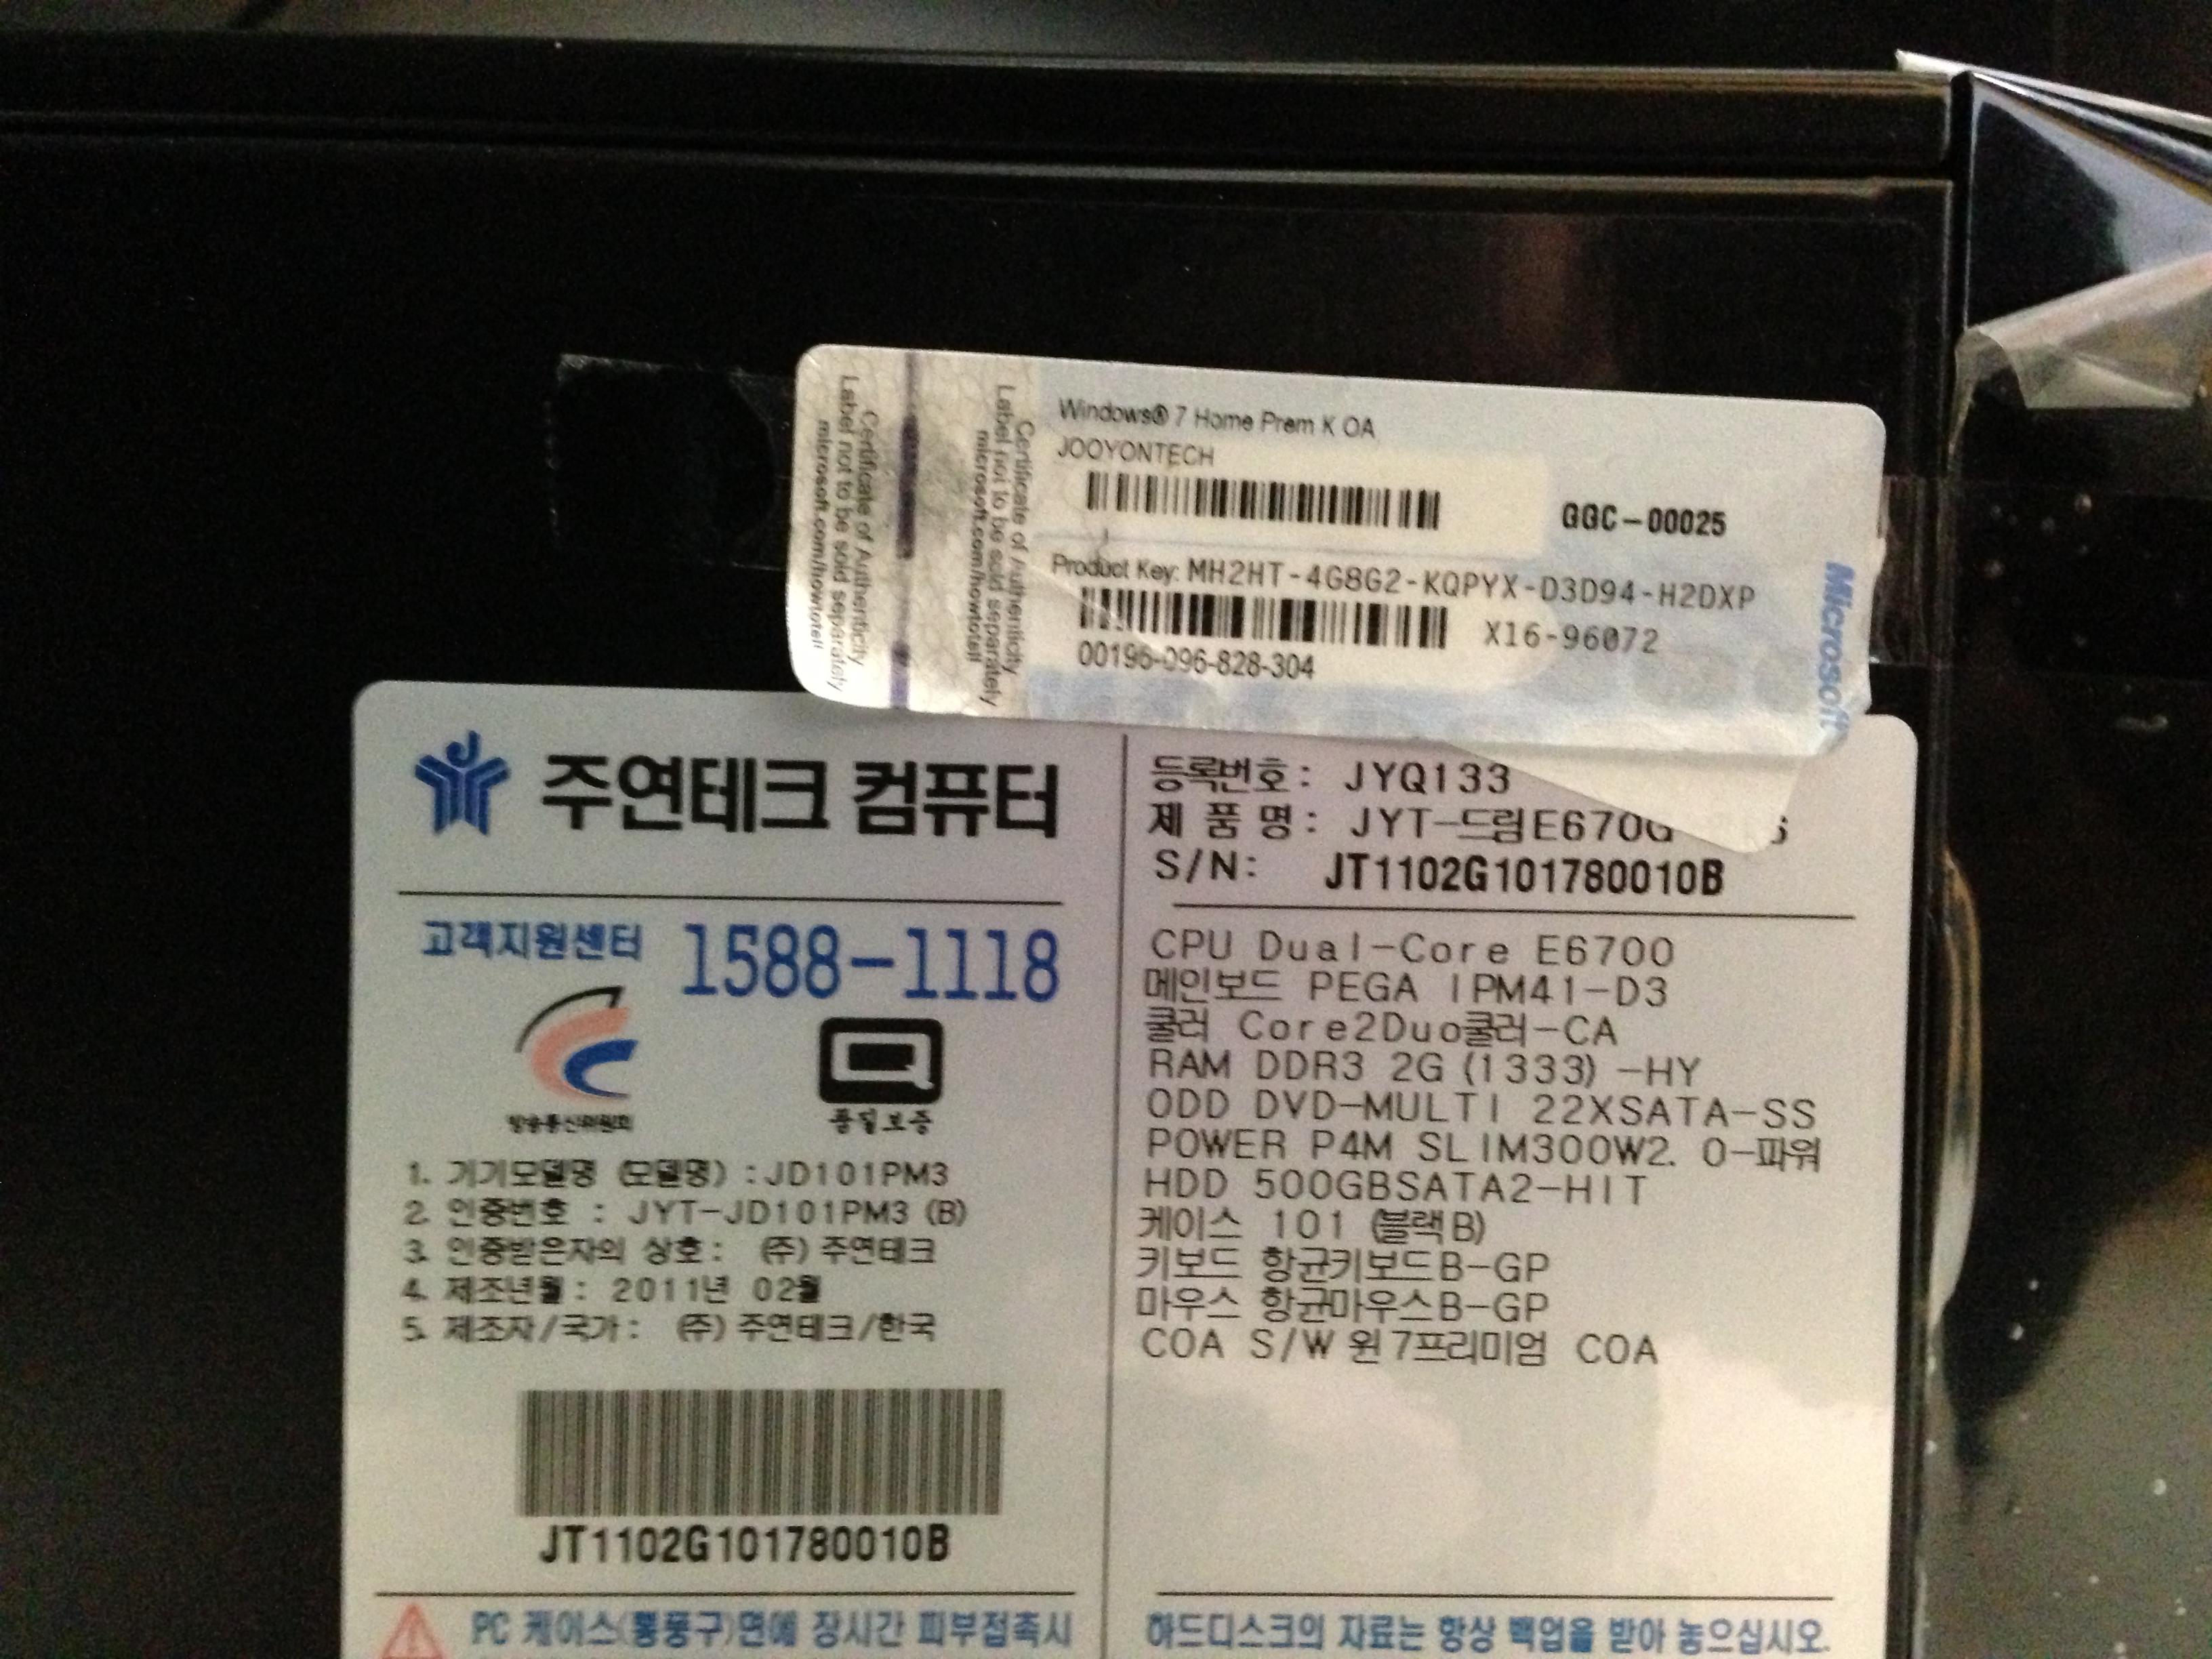 Certificate of Authenticity
Label not to be sold separately
microsoft.com/howtotell
Certificate of Authenticity
Label not to be sold separately
microsoft.com/howtotell
Windows® 7 Home Prem K OA
JOOYONTECH
GGC-00025
Product Key: MH2HT-4G8G2-KQPYX-D3D94-H2DXP
X16-96072
00196-096-828-304
Microsoft
주연테크 컴퓨터
고객지원센터 1588-1118
방송통신위원회
품질보증
1. 기기모델명 (모델명) : JD101PM3
2. 인증번호 : JYT-JD101PM3 (B)
3. 인증받은자의 상호 : (주) 주연테크
4. 제조년월 : 2011년 02월
5. 제조자/국가 : (주) 주연테크/한국
JT1102G101780010B
PC 케이스(통풍구)면에 장시간 피부접촉시
등록번호 : JYQ133
제 품 명 : JYT-드림E670G
S/N: JT1102G101780010B
CPU Dual-Core E6700
메인보드 PEGA IPM41-D3
쿨러 Core2Duo쿨러-CA
RAM DDR3 2G (1333) -HY
ODD DVD-MULTI 22XSATA-SS
POWER P4M SLIM300W2. 0-파워
HDD 500GBSATA2-HIT
케이스 101 (블랙B)
키보드 항균키보드B-GP
마우스 항균마우스B-GP
COA S/W 윈7프리미엄 COA
하드디스크의 자료는 항상 백업을 받아 놓으십시오.